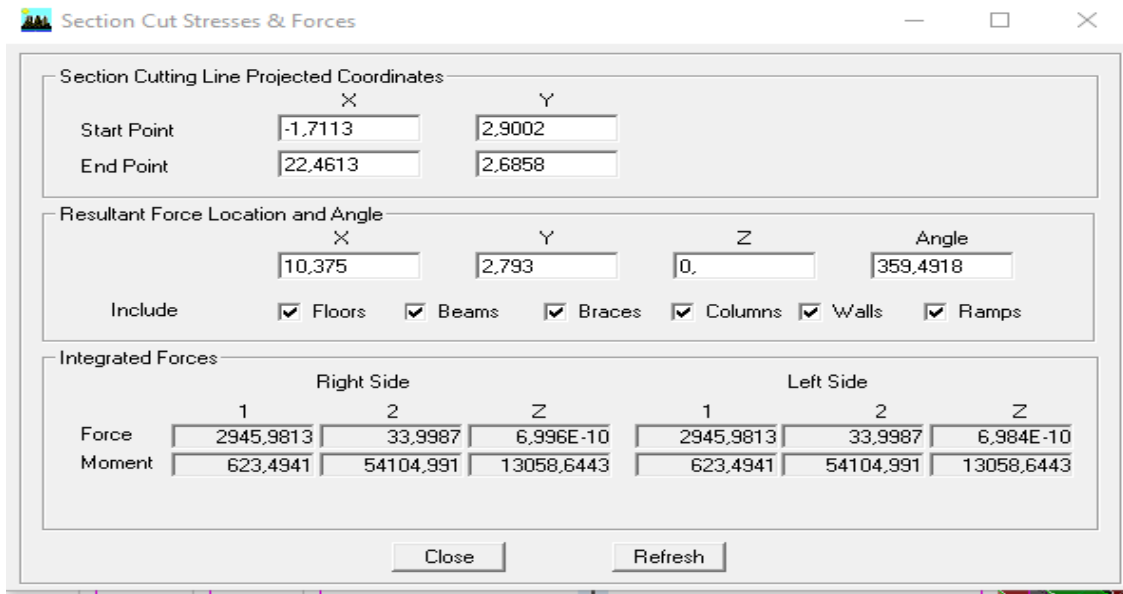 Section Cut Stresses & Forces
Section Cutting Line Projected Coordinates
X Y
Start Point -1,7113 2,9002
End Point 22,4613 2,6858
Resultant Force Location and Angle
X Y Z Angle
10,375 2,793 0, 359,4918
Include Floors Beams Braces Columns Walls Ramps
Integrated Forces
Right Side Left Side
1 2 Z 1 2 Z
Force 2945,9813 33,9987 6,996E-10 2945,9813 33,9987 6,984E-10
Moment 623,4941 54104,991 13058,6443 623,4941 54104,991 13058,6443
Close Refresh